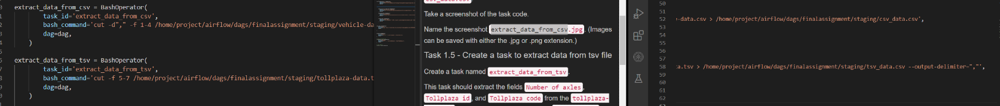 extract_data_from_csv = BashOperator(
task_id='extract_data_from_csv',
bash_command='cut -d"," -f 1-4 /home/project/airflow/dags/finalassignment/staging/vehicle-da
dag=dag,
)
extract_data_from_tsv = BashOperator(
task_id='extract_data_from_tsv',
bash_command='cut -f 5-7 /home/project/airflow/dags/finalassignment/staging/tollplaza-data.t
dag=dag,
)
Take a screenshot of the task code.
Name the screenshot extract_data_from_csv.jpg. (Images
can be saved with either the .jpg or .png extension.)
Task 1.5 - Create a task to extract data from tsv file
Create a task named extract_data_from_tsv.
This task should extract the fields Number of axles,
Tollplaza id, and Tollplaza code from the tollplaza-
50
51
52 -data.csv > /home/project/airflow/dags/finalassignment/staging/csv_data.csv',
53
54
55
56
57
58 a.tsv > /home/project/airflow/dags/finalassignment/staging/tsv_data.csv --output-delimiter=","',
59
60
61
62